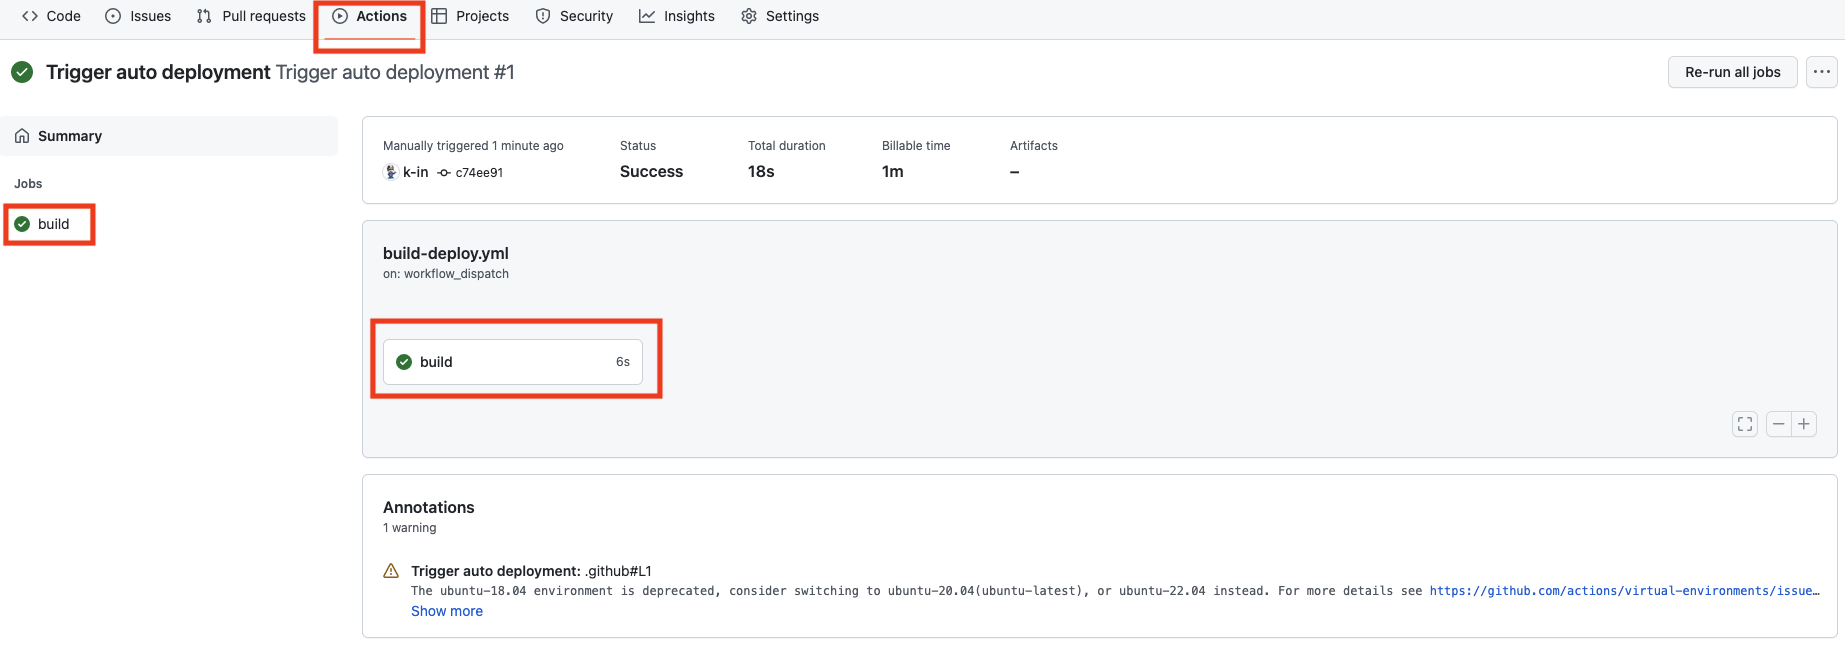 Code Issues Pull requests Actions Projects Security Insights Settings
Trigger auto deployment Trigger auto deployment #1
Re-run all jobs
Summary
Jobs
build
Manually triggered 1 minute ago
k-in c74ee91
Status
Success
Total duration
18s
Billable time
1m
Artifacts
–
build-deploy.yml
on: workflow_dispatch
build 6s
Annotations
1 warning
Trigger auto deployment: .github#L1
The ubuntu-18.04 environment is deprecated, consider switching to ubuntu-20.04(ubuntu-latest), or ubuntu-22.04 instead. For more details see https://github.com/actions/virtual-environments/issue…
Show more